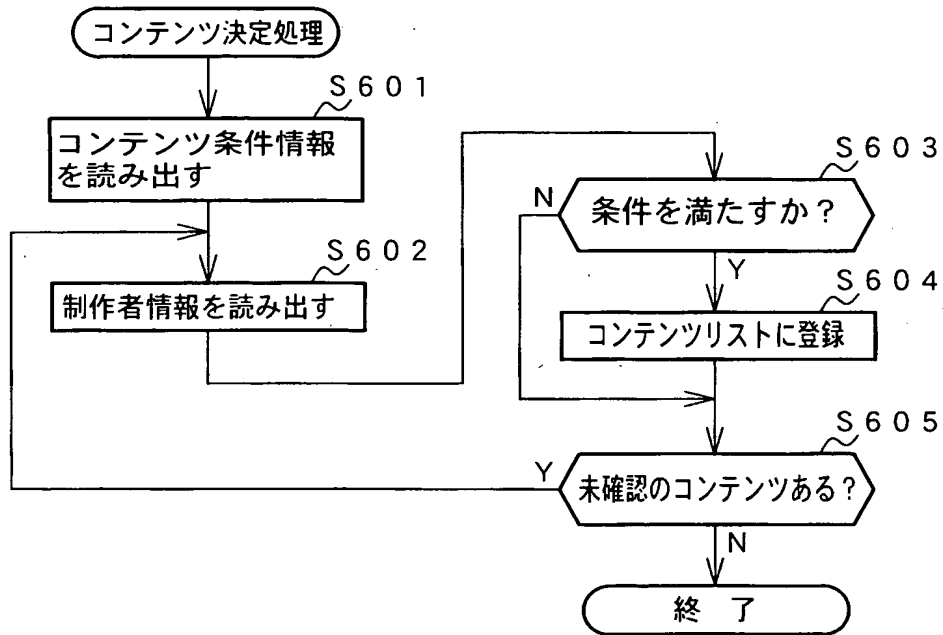 コンテンツ決定処理
S601
コンテンツ条件情報
を読み出す
S602
制作者情報を読み出す
S603
N
条件を満たすか？
Y
S604
コンテンツリストに登録
S605
Y
未確認のコンテンツある？
N
終 了